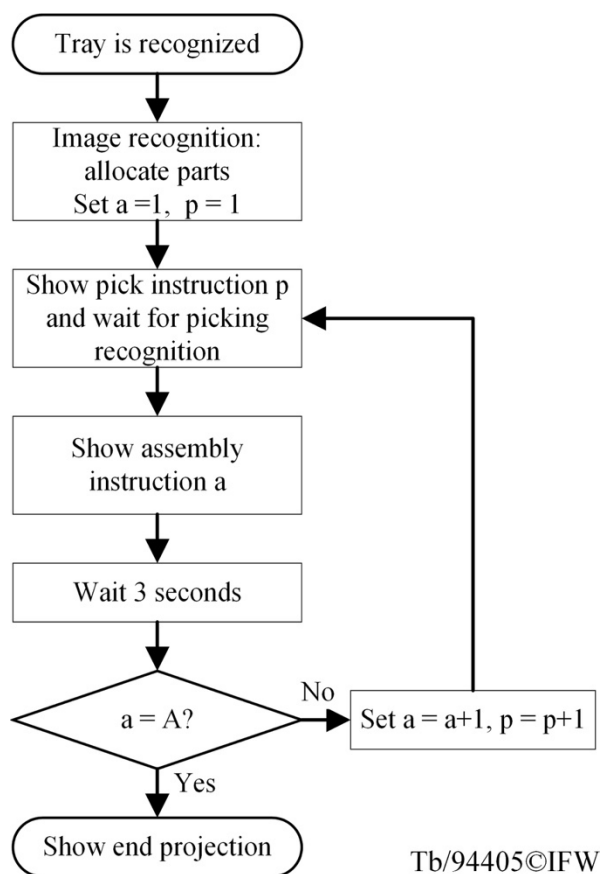 Tray is recognized
Image recognition:
allocate parts
Set a =1, p = 1
Show pick instruction p
and wait for picking
recognition
Show assembly
instruction a
Wait 3 seconds
a = A?
No
Set a = a+1, p = p+1
Yes
Show end projection
Tb/94405©IFW